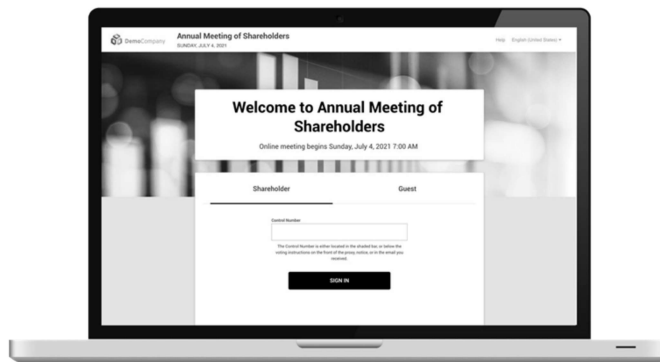 DemoCompany
Annual Meeting of Shareholders
SUNDAY, JULY 4, 2021
Help
English (United States)
Welcome to Annual Meeting of
Shareholders
Online meeting begins Sunday, July 4, 2021 7:00 AM
Shareholder
Guest
Control Number
The Control Number is either located in the shaded bar, or below the
voting instructions on the front of the proxy, notice, or in the email you
received.
SIGN IN